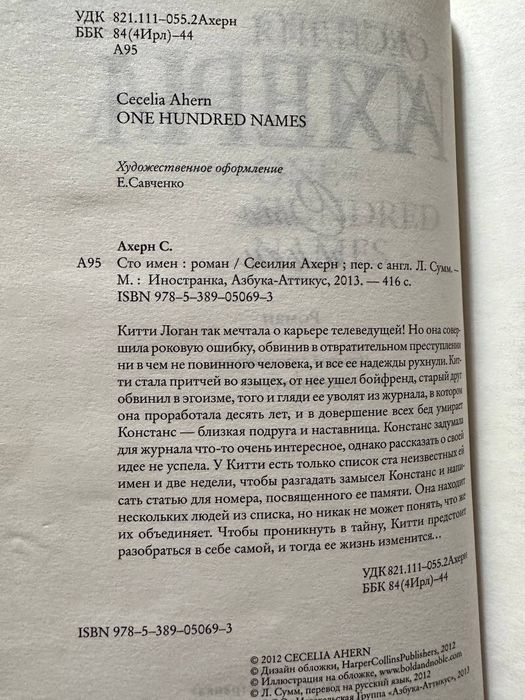 УДК 821.111–055.2Ахерн
ББК 84(4Ирл)–44
А95
Cecelia Ahern
ONE HUNDRED NAMES
Художественное оформление
Е.Савченко
Ахерн С.
А95 Сто имен : роман / Сесилия Ахерн ; пер. с англ. Л. Сумм. –
М. : Иностранка, Азбука-Аттикус, 2013. — 416 с.
ISBN 978–5–389–05069–3
Китти Логан так мечтала о карьере телеведущей! Но она совер-
шила роковую ошибку, обвинив в отвратительном преступлении
ни в чем не повинного человека, и все ее надежды рухнули. Кит-
ти стала притчей во языцех, от нее ушел бойфренд, старый друг
обвинил в эгоизме, того и гляди ее уволят из журнала, в котором
она проработала десять лет, и в довершение всех бед умирает
Констанс — близкая подруга и наставница. Констанс задумала
для журнала что-то очень интересное, однако рассказать о своей
идее не успела. У Китти есть только список ста неизвестных ей
имен и две недели, чтобы разгадать замысел Констанс и напи-
сать статью для номера, посвященного ее памяти. Она находит
нескольких людей из списка, но никак не может понять, что же
их объединяет. Чтобы проникнуть в тайну, Китти предстоит
разобраться в себе самой, и тогда ее жизнь изменится...
УДК 821.111–055.2Ахерн
ББК 84(4Ирл)–44
ISBN 978–5–389–05069–3
© 2012 CECELIA AHERN
© Дизайн обложки, HarperCollinsPublishers, 2012
© Иллюстрация на обложке, www.boldandnoble.com
© Л. Сумм, перевод на русский язык, 2012
Издательская Группа «Азбука-Аттикус», 2013